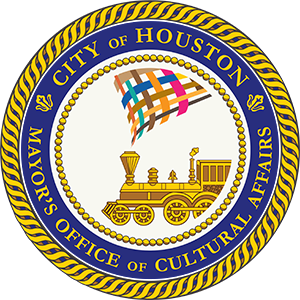 CITY OF HOUSTON
MAYOR'S OFFICE OF CULTURAL AFFAIRS